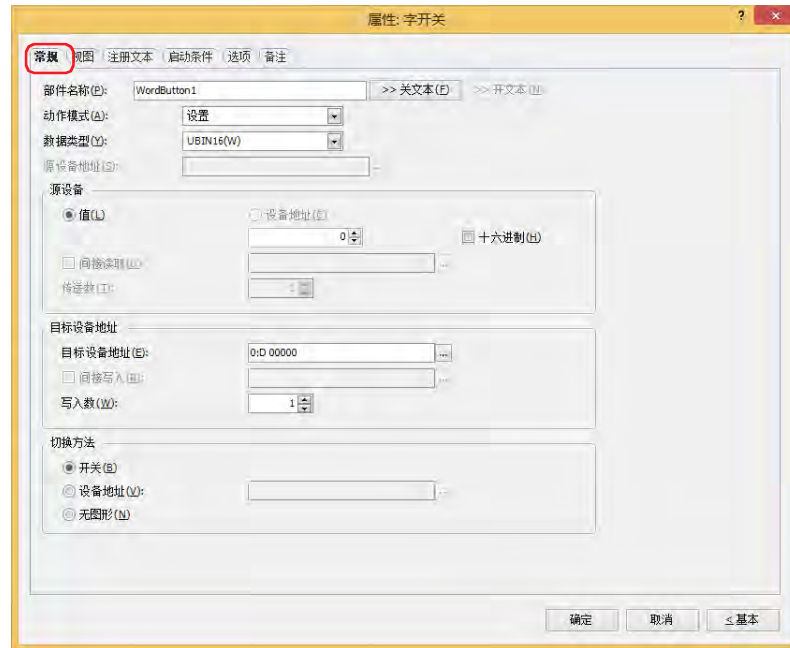 属性: 字开关 ? ×
常规 视图 注册文本 启动条件 选项 备注
部件名称(P): WordButton1 >> 关文本(F) >> 开文本(N)
动作模式(A): 设置
数据类型(Y): UBIN16(W)
源设备地址(S): ...
源设备
值(L) 设备地址(E)
0 十六进制(H)
间接读取 ...
传送数(T): 1
目标设备地址
目标设备地址(E): 0:D 00000 ...
间接写入 ...
写入数(W): 1
切换方法
开关(B)
设备地址(V): ...
无图形(N)
确定 取消 ≤基本